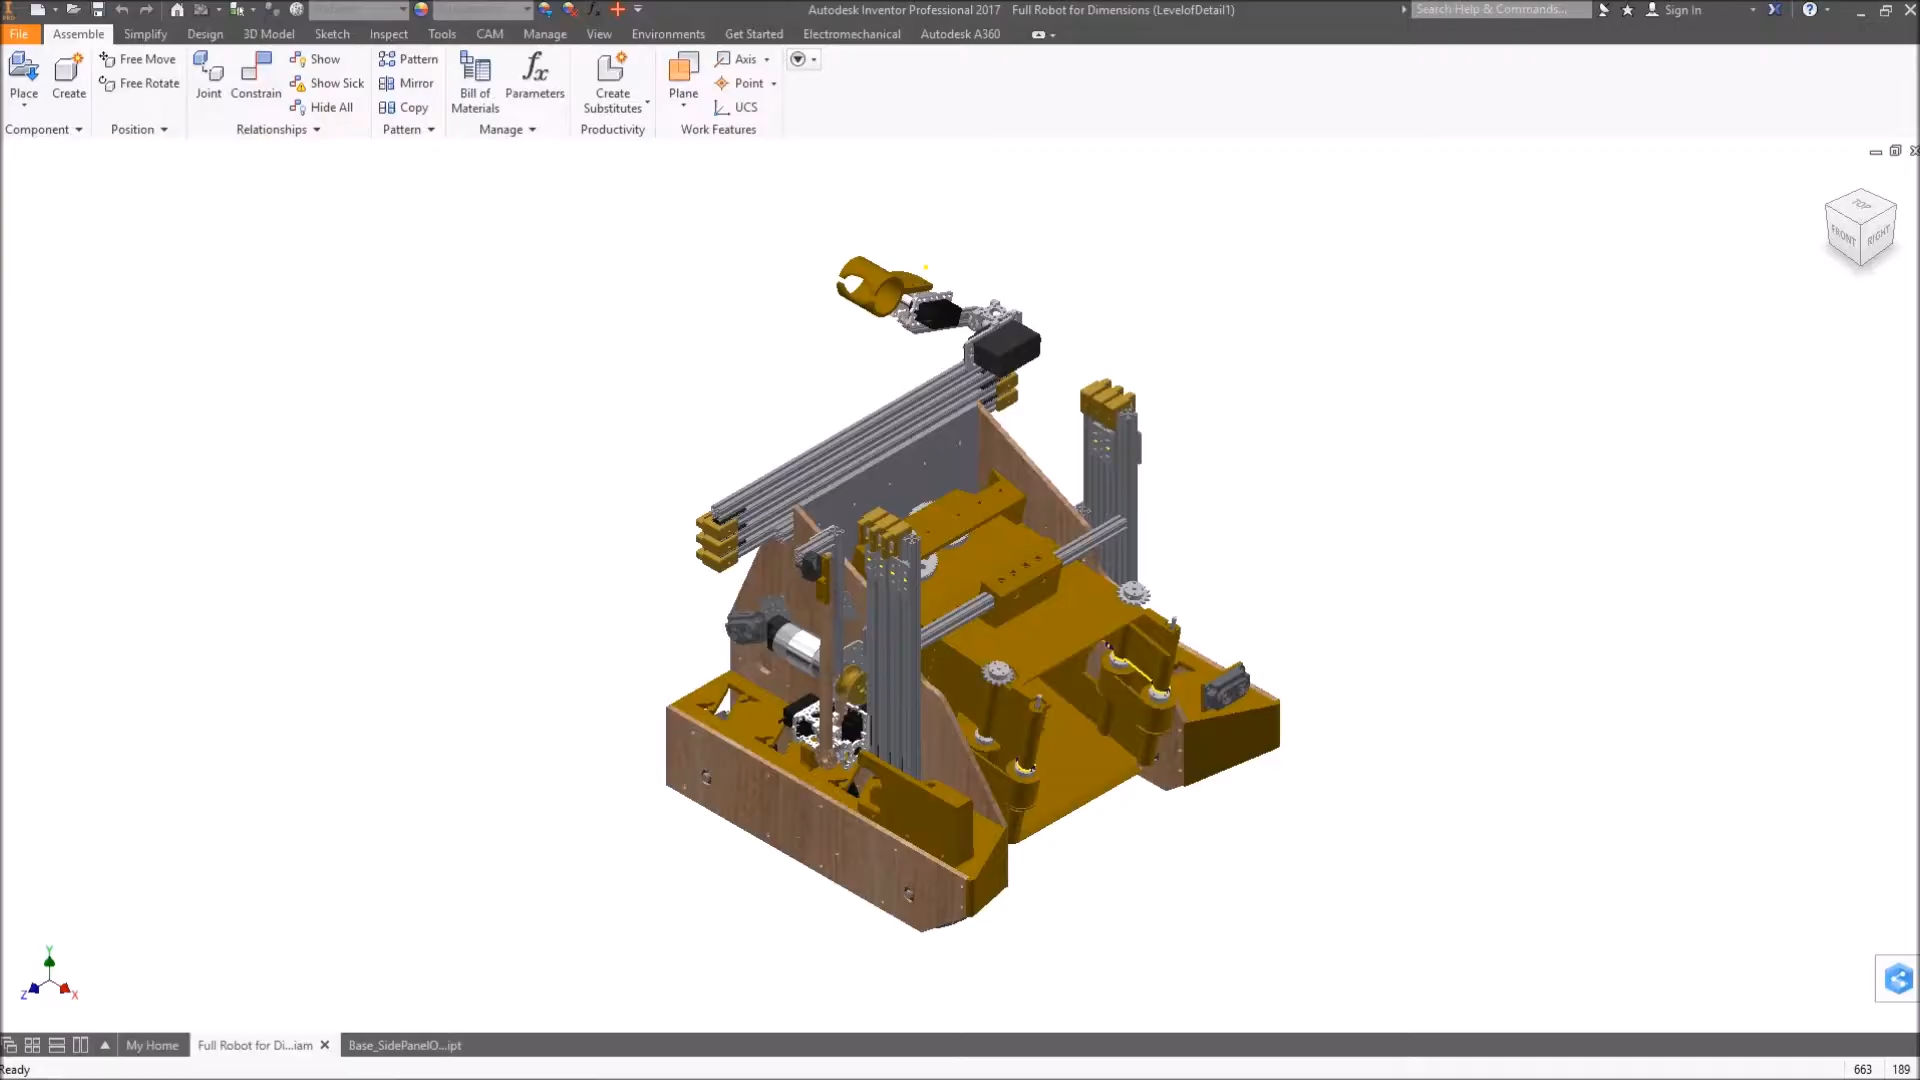 Autodesk Inventor Professional 2017 Full Robot for Dimensions (LevelofDetail1)
Search Help & Commands...
Sign In
File Assemble Simplify Design 3D Model Sketch Inspect Tools CAM Manage View Environments Get Started Electromechanical Autodesk A360
Place
Create
Free Move
Free Rotate
Joint
Constrain
Show
Show Sick
Hide All
Pattern
Mirror
Copy
Bill of
Materials
fx
Parameters
Create
Substitutes
Plane
Axis
Point
UCS
Component
Position
Relationships
Pattern
Manage
Productivity
Work Features
TOP
FRONT
RIGHT
Y
Z
X
My Home
Full Robot for Di...iam
Base_SidePanelO...ipt
Ready
663 189